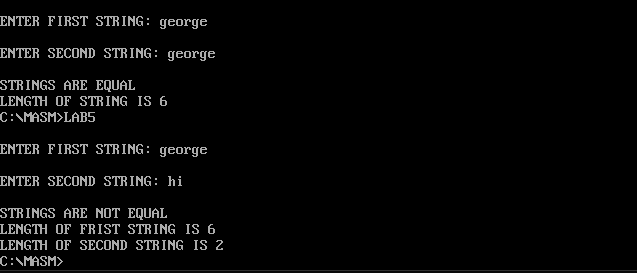 ENTER FIRST STRING: george
ENTER SECOND STRING: george
STRINGS ARE EQUAL
LENGTH OF STRING IS 6
C:\MASM>LAB5
ENTER FIRST STRING: george
ENTER SECOND STRING: hi
STRINGS ARE NOT EQUAL
LENGTH OF FRIST STRING IS 6
LENGTH OF SECOND STRING IS 2
C:\MASM>